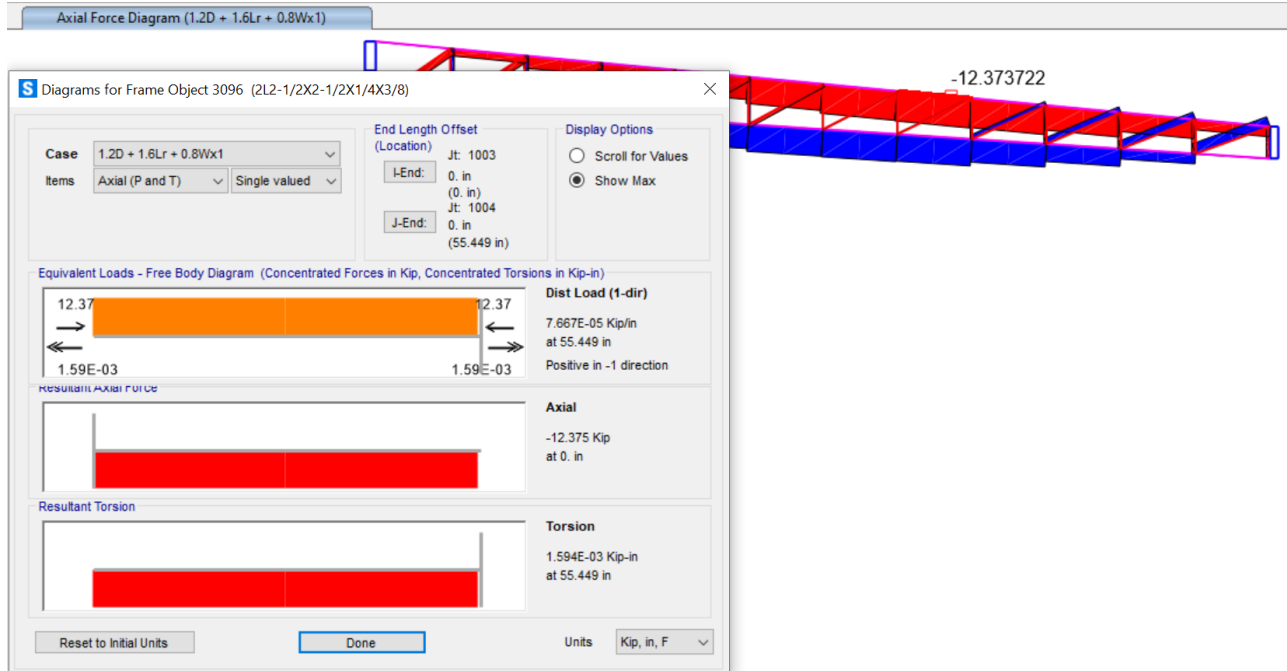 Axial Force Diagram (1.2D + 1.6Lr + 0.8Wx1)
-12.373722
S Diagrams for Frame Object 3096 (2L2-1/2X2-1/2X1/4X3/8)
Case 1.2D + 1.6Lr + 0.8Wx1
Items Axial (P and T) Single valued
End Length Offset
(Location)
Jt: 1003
I-End: 0. in
(0. in)
Jt: 1004
J-End: 0. in
(55.449 in)
Display Options
Scroll for Values
Show Max
Equivalent Loads - Free Body Diagram (Concentrated Forces in Kip, Concentrated Torsions in Kip-in)
12.37 12.37
1.59E-03 1.59E-03
Dist Load (1-dir)
7.667E-05 Kip/in
at 55.449 in
Positive in -1 direction
Resultant Axial Force
Axial
-12.375 Kip
at 0. in
Resultant Torsion
Torsion
1.594E-03 Kip-in
at 55.449 in
Reset to Initial Units Done Units Kip, in, F